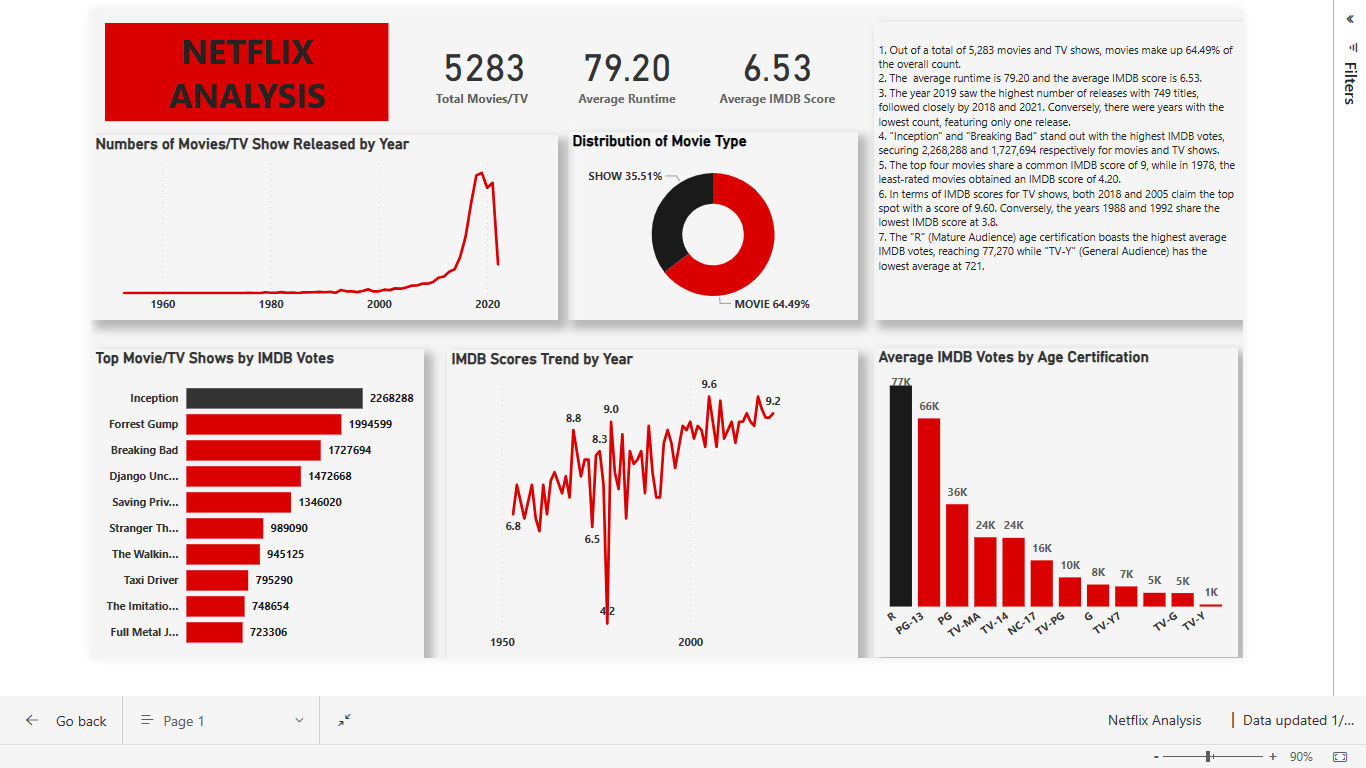 NETFLIX
ANALYSIS
5283
Total Movies/TV
79.20
Average Runtime
6.53
Average IMDB Score
1. Out of a total of 5,283 movies and TV shows, movies make up 64.49% of
the overall count.
2. The  average runtime is 79.20 and the average IMDB score is 6.53.
3. The year 2019 saw the highest number of releases with 749 titles,
followed closely by 2018 and 2021. Conversely, there were years with the
lowest count, featuring only one release.
4. "Inception" and "Breaking Bad" stand out with the highest IMDB votes,
securing 2,268,288 and 1,727,694 respectively for movies and TV shows.
5. The top four movies share a common IMDB score of 9, while in 1978, the
least-rated movies obtained an IMDB score of 4.20.
6. In terms of IMDB scores for TV shows, both 2018 and 2005 claim the top
spot with a score of 9.60. Conversely, the years 1988 and 1992 share the
lowest IMDB score at 3.8.
7. The "R" (Mature Audience) age certification boasts the highest average
IMDB votes, reaching 77,270 while "TV-Y" (General Audience) has the
lowest average at 721.
Filters
Numbers of Movies/TV Show Released by Year
1960 1980 2000 2020
Distribution of Movie Type
SHOW 35.51%
MOVIE 64.49%
Top Movie/TV Shows by IMDB Votes
Inception 2268288
Forrest Gump 1994599
Breaking Bad 1727694
Django Unc... 1472668
Saving Priv... 1346020
Stranger Th... 989090
The Walkin... 945125
Taxi Driver 795290
The Imitatio... 748654
Full Metal J... 723306
IMDB Scores Trend by Year
9.6
9.2
9.0
8.8
8.3
6.8
6.5
4.2
1950 2000
Average IMDB Votes by Age Certification
77K
66K
36K
24K 24K
16K
10K
8K
7K
5K 5K
1K
R PG-13 PG TV-MA TV-14 NC-17 TV-PG G TV-Y7 TV-G TV-Y
Go back
Page 1
Netflix Analysis
Data updated 1/...
- + 90%